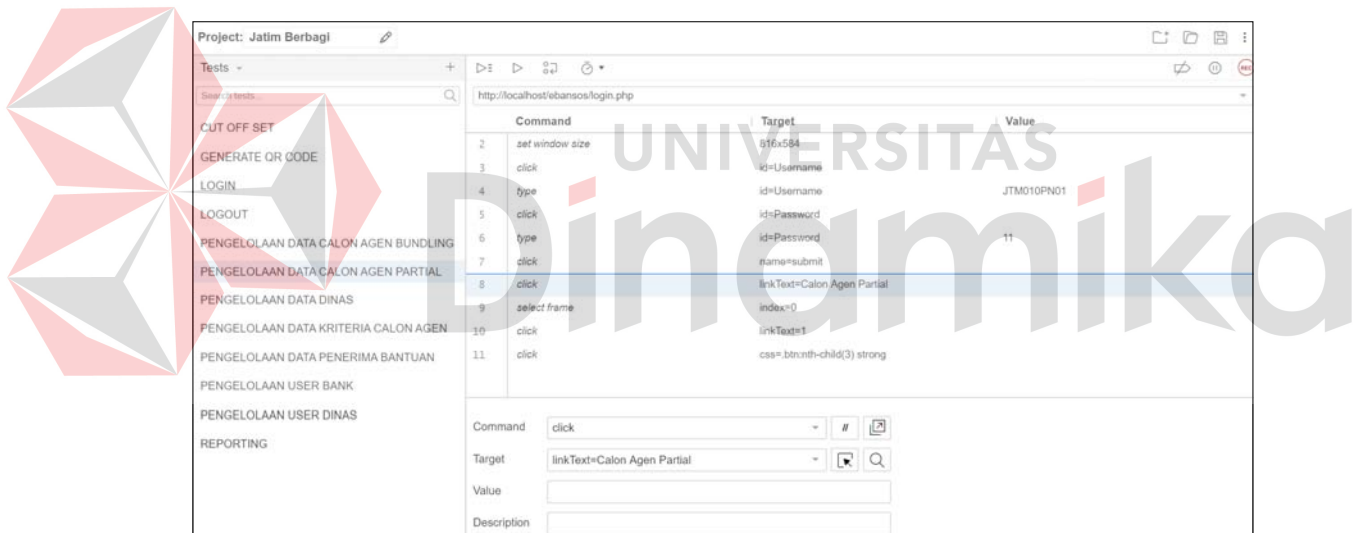 Project: Jatim Berbagi
Tests
Search tests...
CUT OFF SET
GENERATE QR CODE
LOGIN
LOGOUT
PENGELOLAAN DATA CALON AGEN BUNDLING
PENGELOLAAN DATA CALON AGEN PARTIAL
PENGELOLAAN DATA DINAS
PENGELOLAAN DATA KRITERIA CALON AGEN
PENGELOLAAN DATA PENERIMA BANTUAN
PENGELOLAAN USER BANK
PENGELOLAAN USER DINAS
REPORTING
REC
http://localhost/ebansos/login.php
Command Target Value
2 set window size 816x584
3 click id=Username
4 type id=Username JTM010PN01
5 click id=Password
6 type id=Password 11
7 click name=submit
8 click linkText=Calon Agen Partial
9 select frame index=0
10 click linkText=1
11 click css=.btn:nth-child(3) strong
Command click //
Target linkText=Calon Agen Partial
Value
Description
UNIVERSITAS
Dinamika